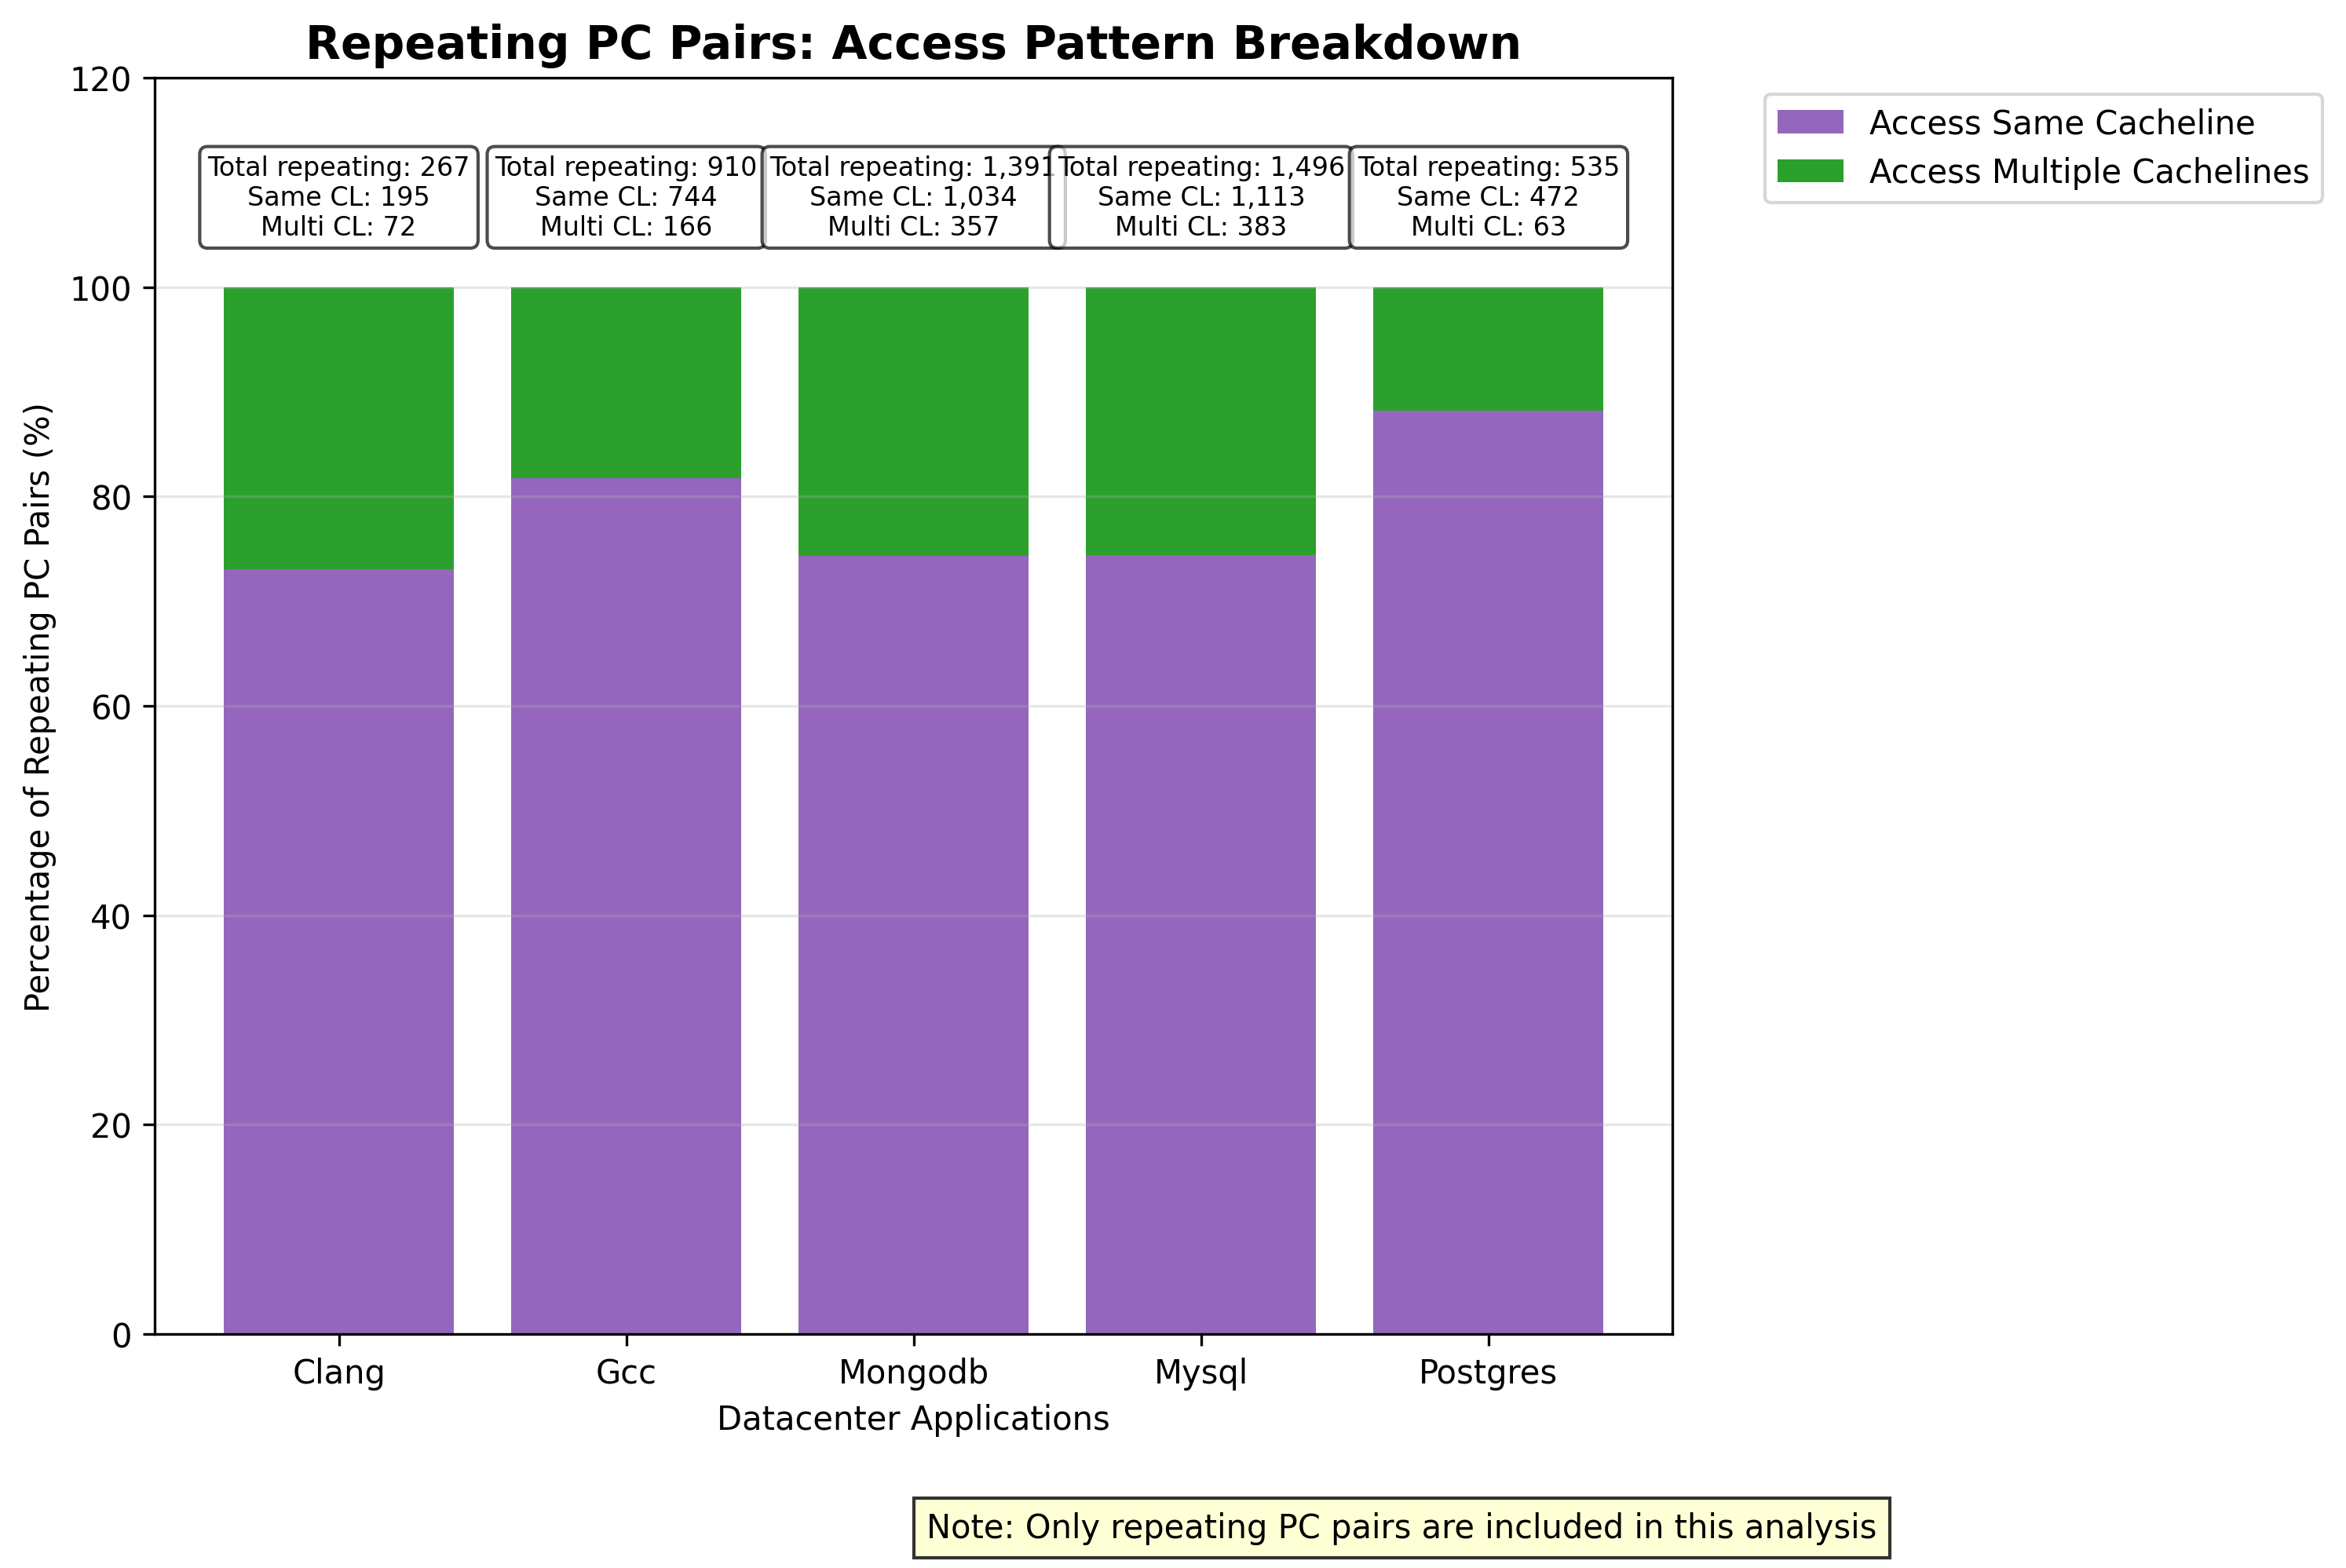 Repeating PC Pairs: Access Pattern Breakdown
Access Same Cacheline
Access Multiple Cachelines
Total repeating: 267
Same CL: 195
Multi CL: 72
Total repeating: 910
Same CL: 744
Multi CL: 166
Total repeating: 1,391
Same CL: 1,034
Multi CL: 357
Total repeating: 1,496
Same CL: 1,113
Multi CL: 383
Total repeating: 535
Same CL: 472
Multi CL: 63
Percentage of Repeating PC Pairs (%)
120
100
80
60
40
20
0
Clang
Gcc
Mongodb
Mysql
Postgres
Datacenter Applications
Note: Only repeating PC pairs are included in this analysis